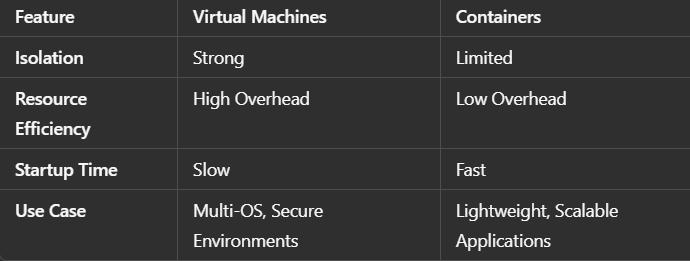 Feature Virtual Machines Containers
Isolation Strong Limited
Resource High Overhead Low Overhead
Efficiency
Startup Time Slow Fast
Use Case Multi-OS, Secure Lightweight, Scalable
Environments Applications